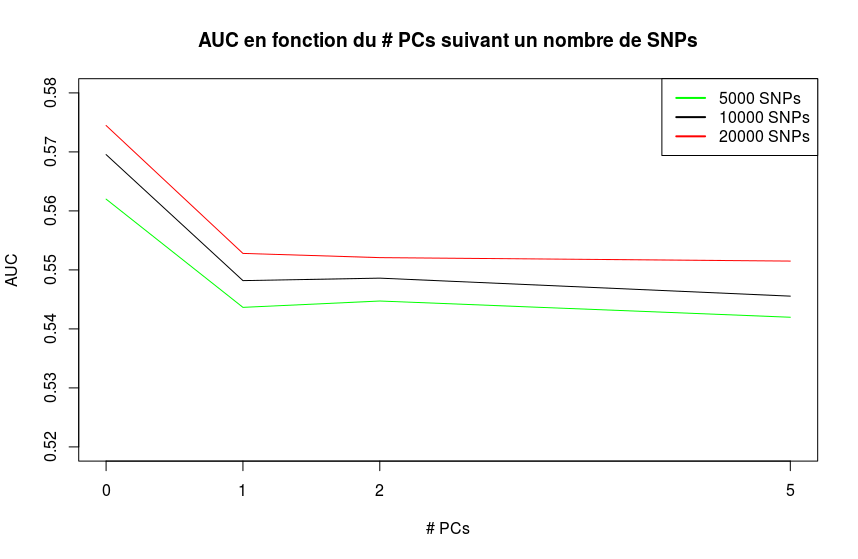 AUC en fonction du # PCs suivant un nombre de SNPs
5000 SNPs
10000 SNPs
20000 SNPs
AUC
0.58
0.57
0.56
0.55
0.54
0.53
0.52
0 1 2 5
# PCs